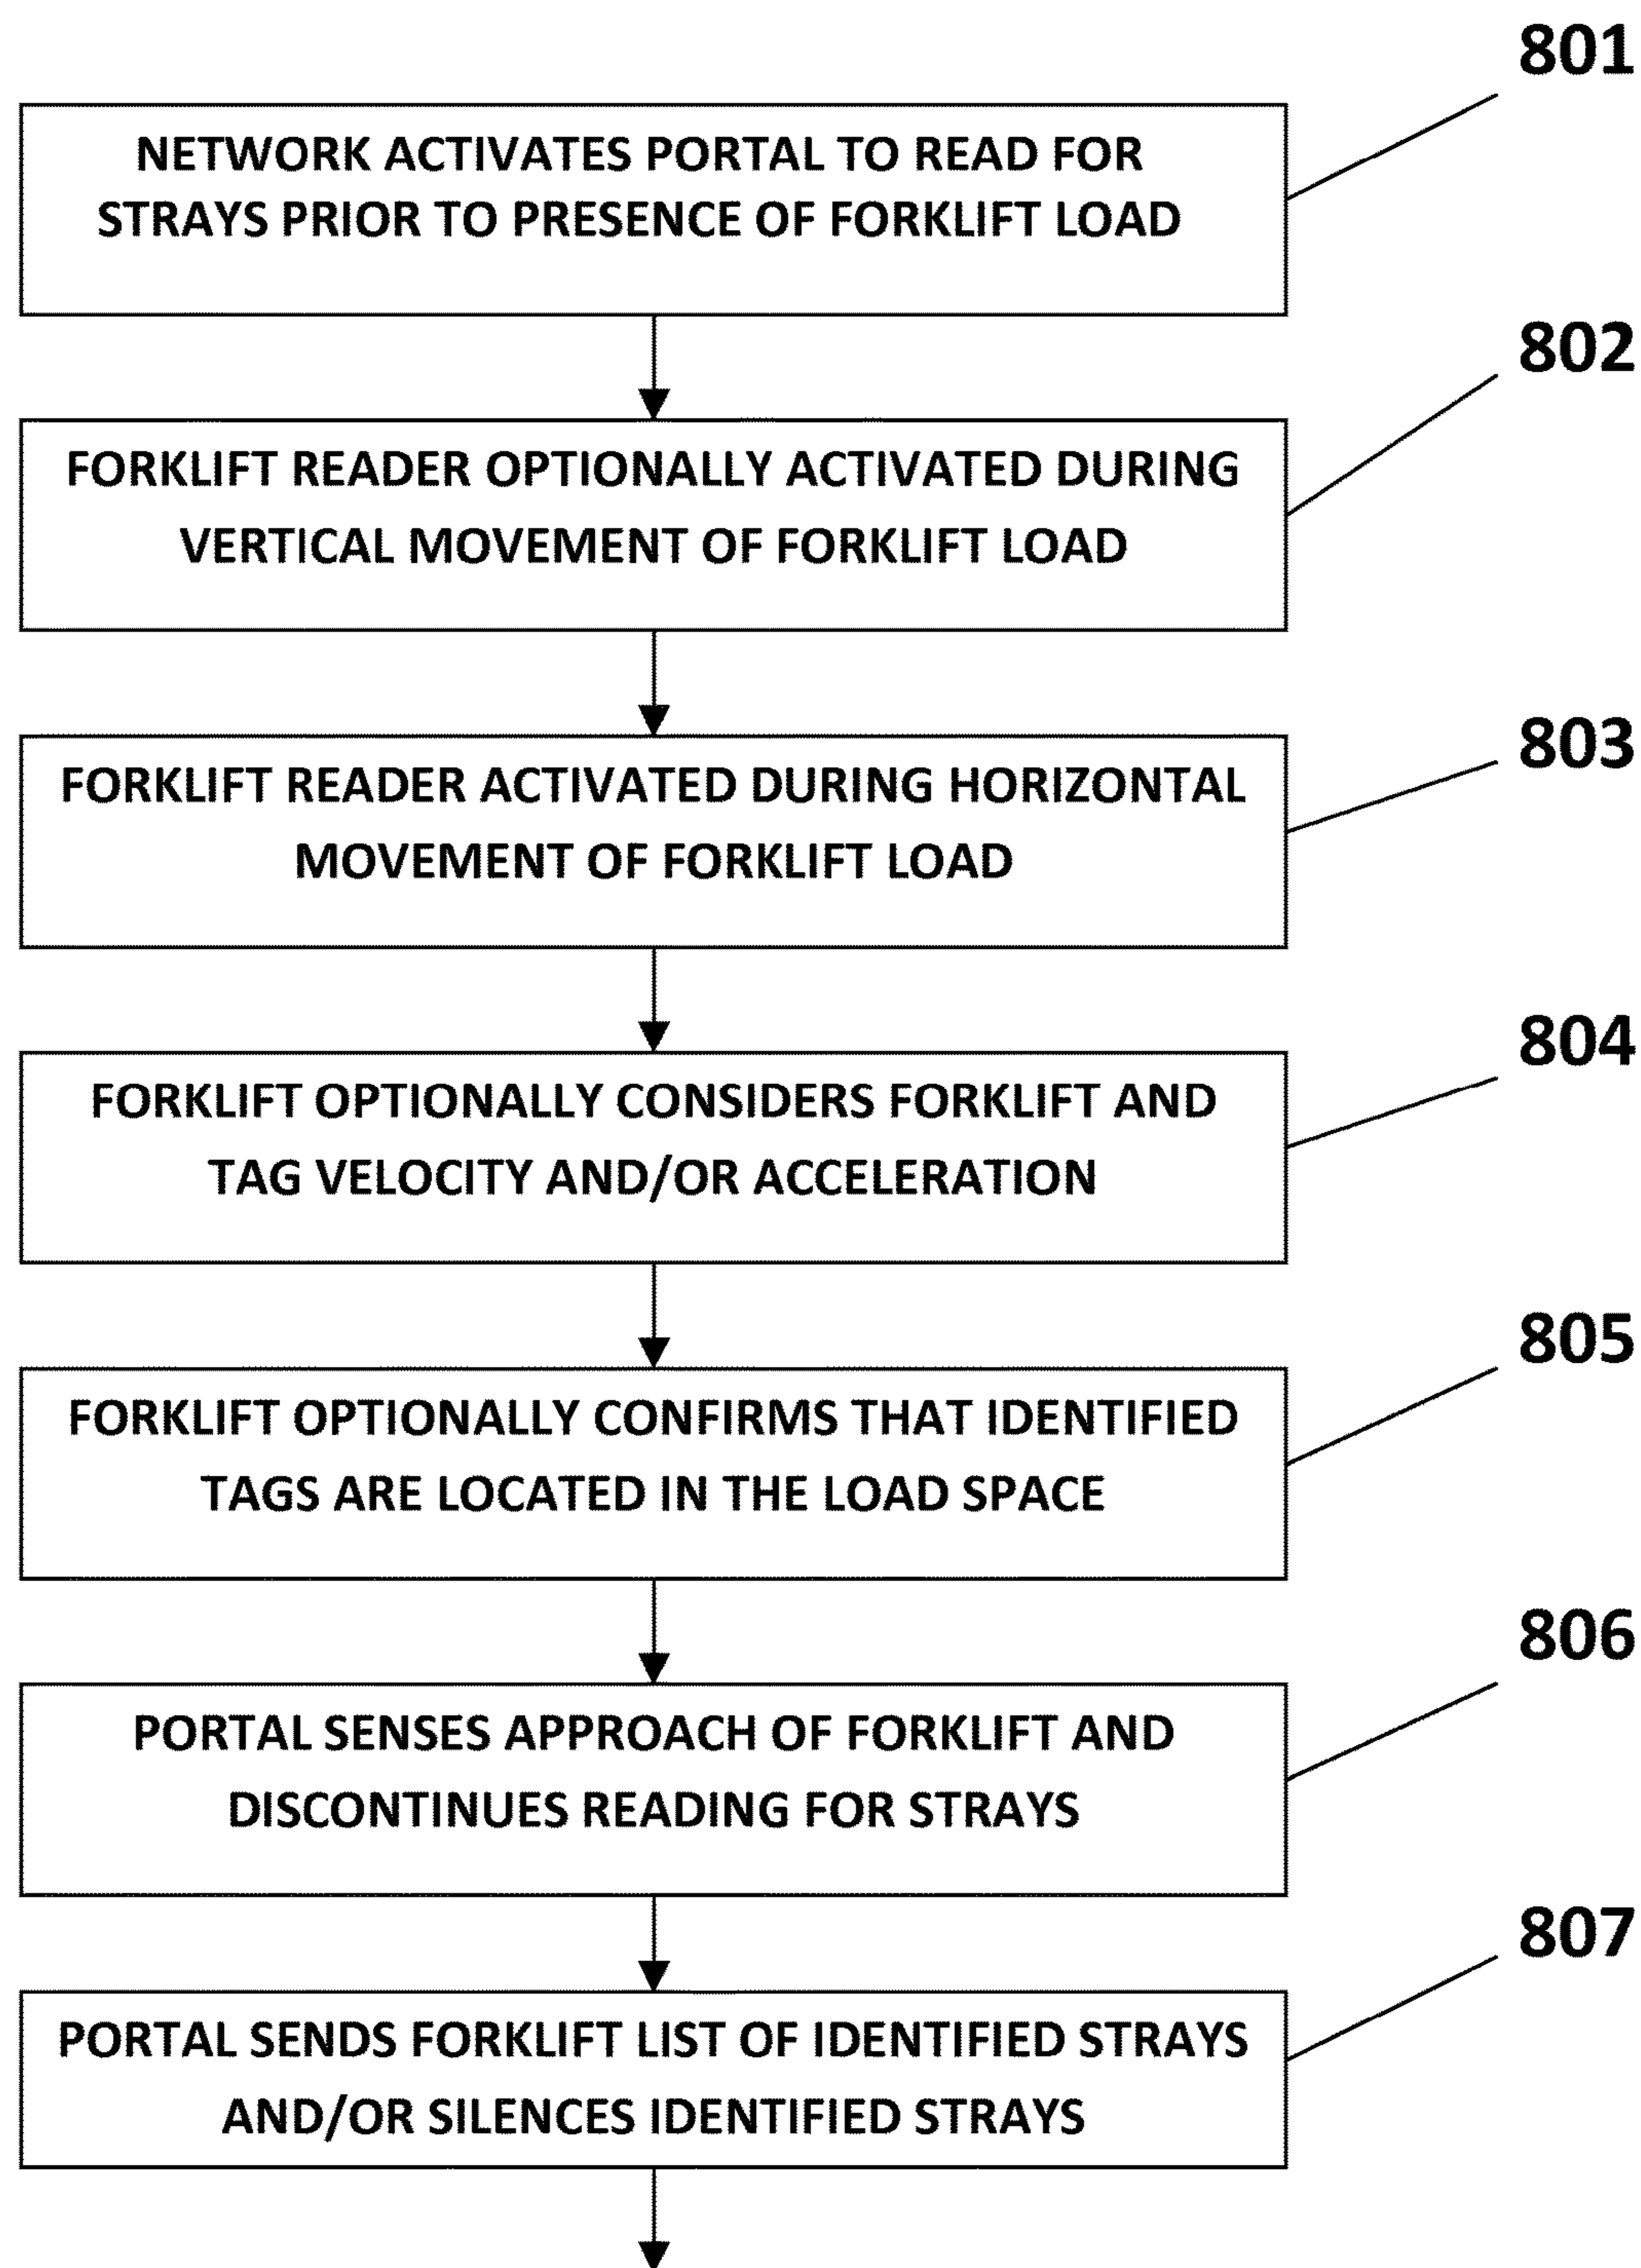 801
NETWORK ACTIVATES PORTAL TO READ FOR
STRAYS PRIOR TO PRESENCE OF FORKLIFT LOAD
802
FORKLIFT READER OPTIONALLY ACTIVATED DURING
VERTICAL MOVEMENT OF FORKLIFT LOAD
803
FORKLIFT READER ACTIVATED DURING HORIZONTAL
MOVEMENT OF FORKLIFT LOAD
804
FORKLIFT OPTIONALLY CONSIDERS FORKLIFT AND
TAG VELOCITY AND/OR ACCELERATION
805
FORKLIFT OPTIONALLY CONFIRMS THAT IDENTIFIED
TAGS ARE LOCATED IN THE LOAD SPACE
806
PORTAL SENSES APPROACH OF FORKLIFT AND
DISCONTINUES READING FOR STRAYS
807
PORTAL SENDS FORKLIFT LIST OF IDENTIFIED STRAYS
AND/OR SILENCES IDENTIFIED STRAYS